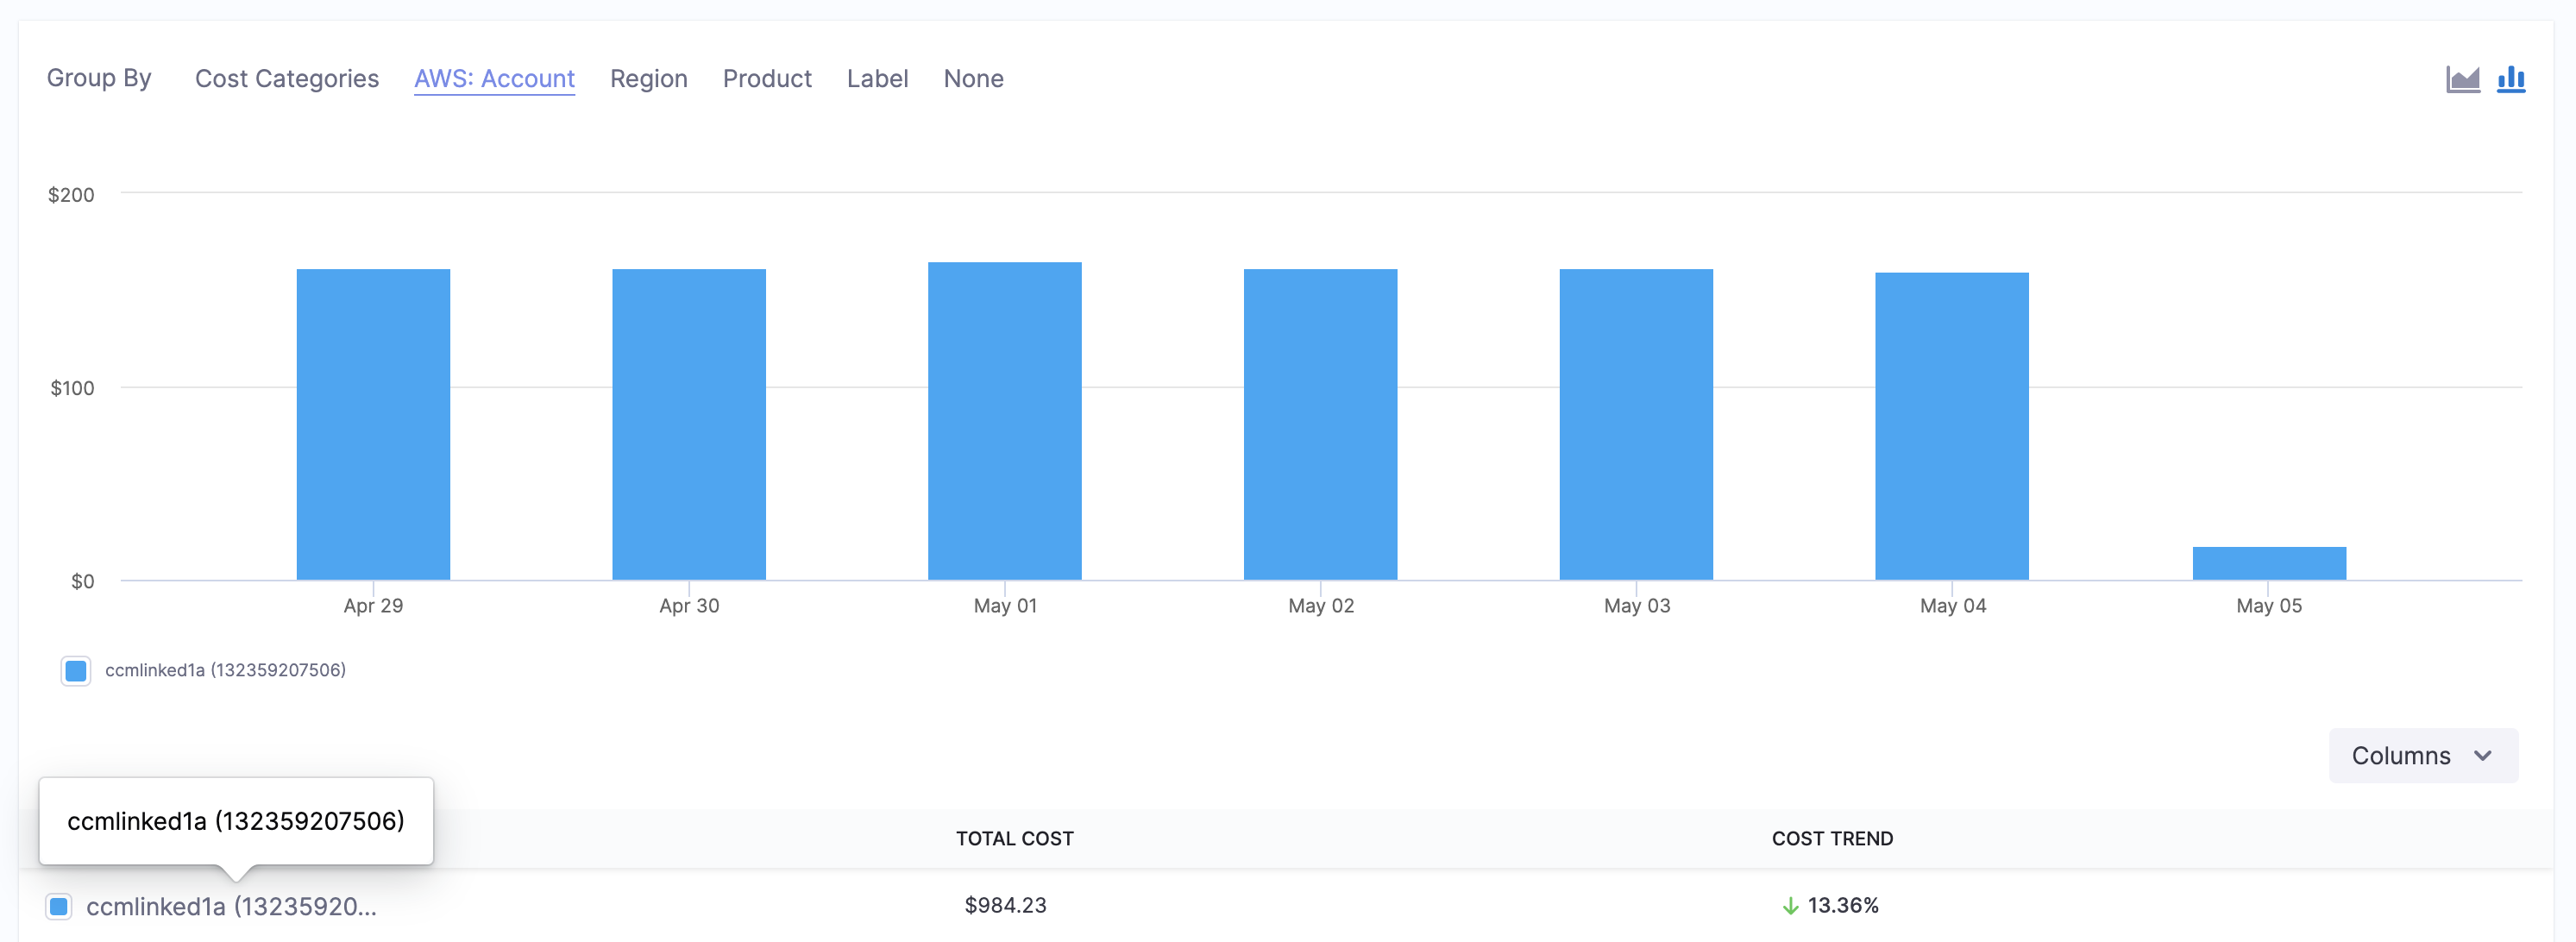 Group By Cost Categories AWS: Account Region Product Label None
$200
$100
$0
Apr 29 Apr 30 May 01 May 02 May 03 May 04 May 05
ccmlinked1a (132359207506)
Columns
ccmlinked1a (132359207506)
TOTAL COST COST TREND
ccmlinked1a (13235920... $984.23 13.36%